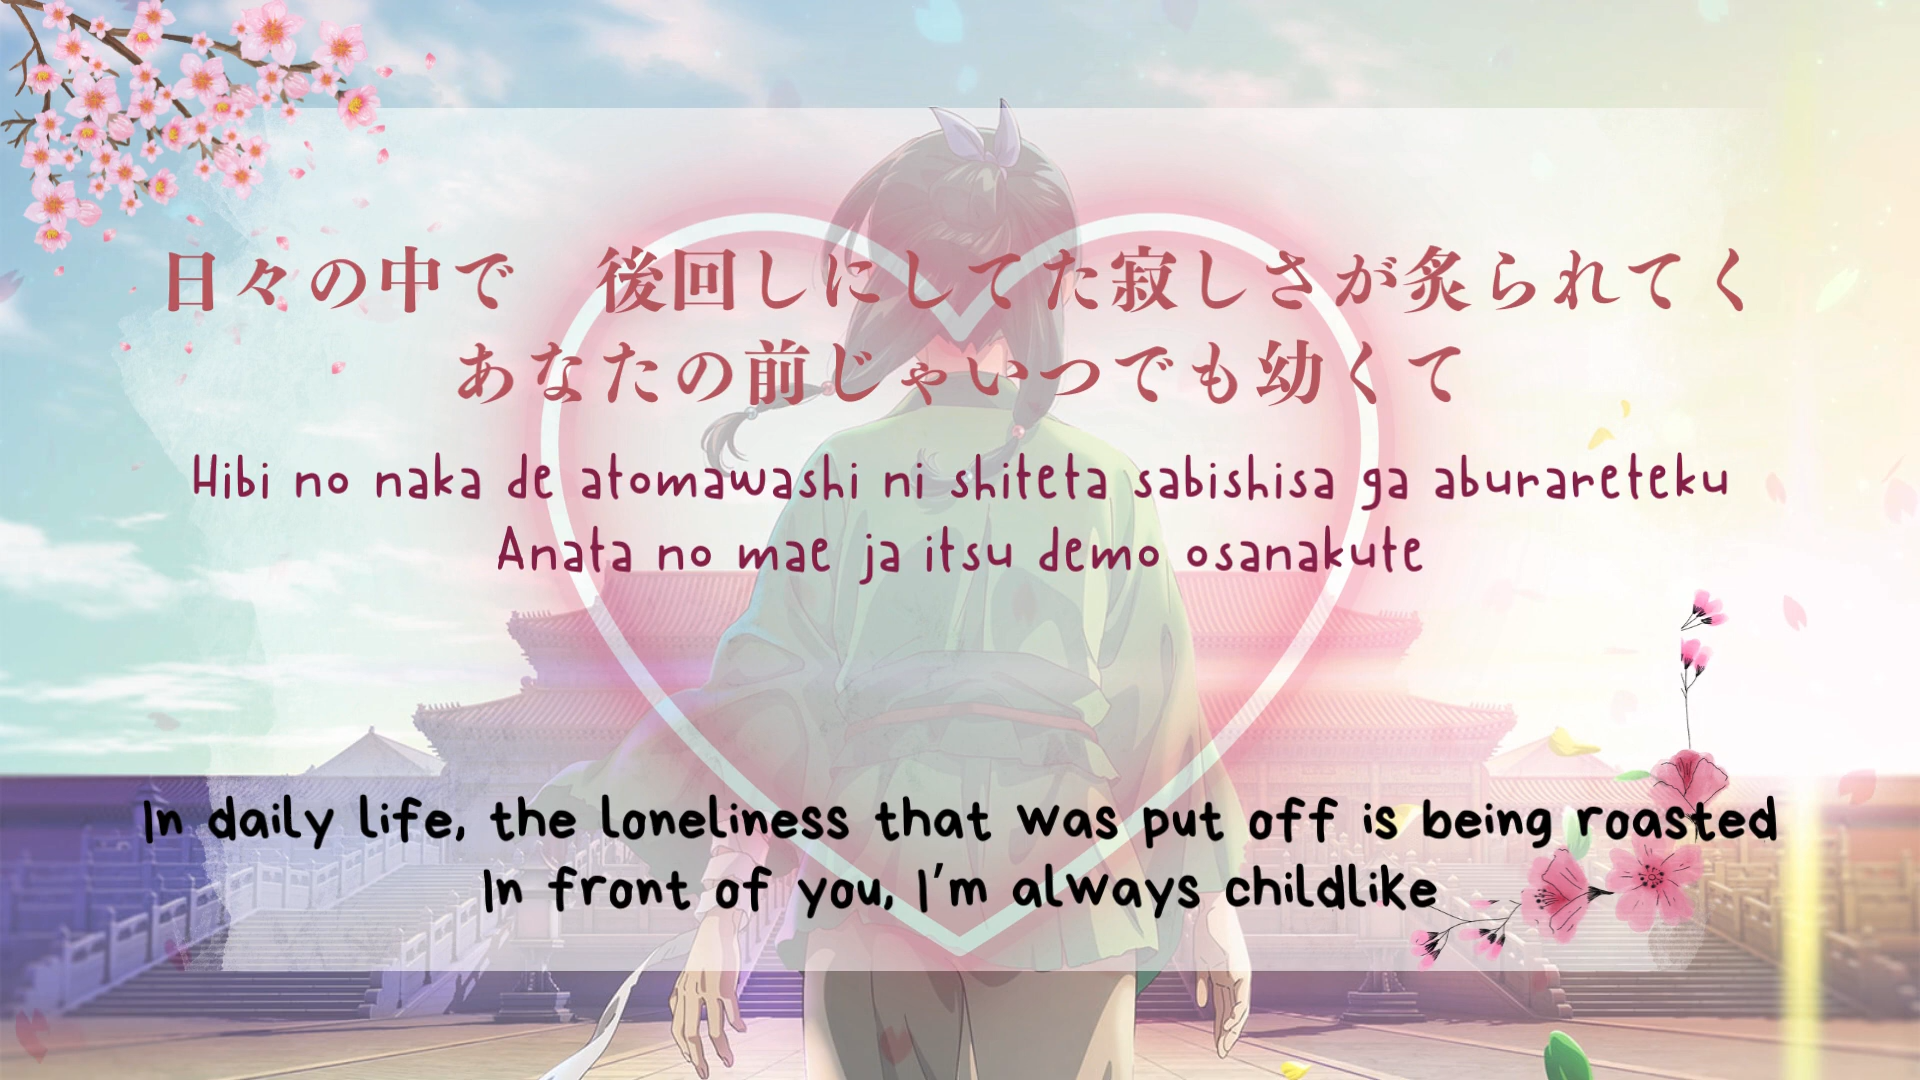 日々の中で　後回しにしてた寂しさが炙られてく
あなたの前じゃいつでも幼くて
Hibi no naka de atomawashi ni shiteta sabishisa ga aburareteku
Anata no mae ja itsu demo osanakute
In daily life, the loneliness that was put off is being roasted
In front of you, I'm always childlike